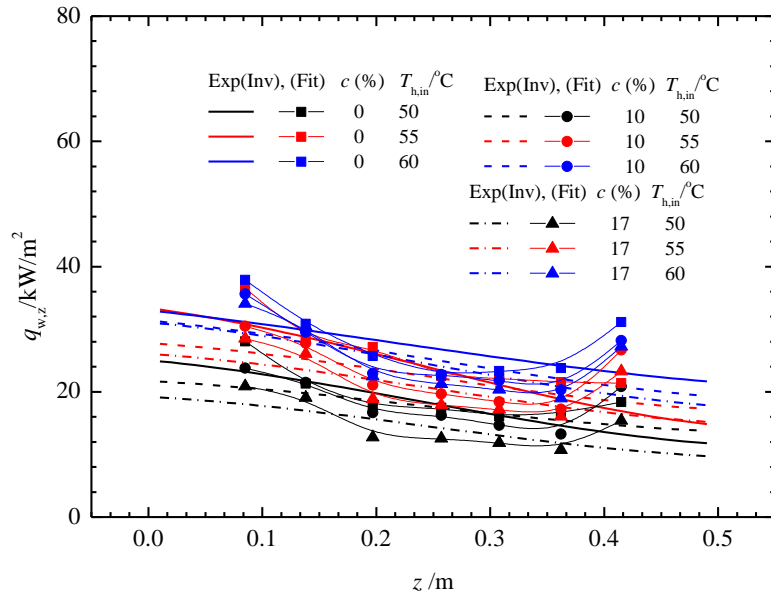 80
60
40
20
0
q_w,z/kW/m²
Exp(Inv), (Fit) c (%) T_h,in/°C
0 50
0 55
0 60
Exp(Inv), (Fit) c (%) T_h,in/°C
10 50
10 55
10 60
Exp(Inv), (Fit) c (%) T_h,in/°C
17 50
17 55
17 60
0.0 0.1 0.2 0.3 0.4 0.5
z /m